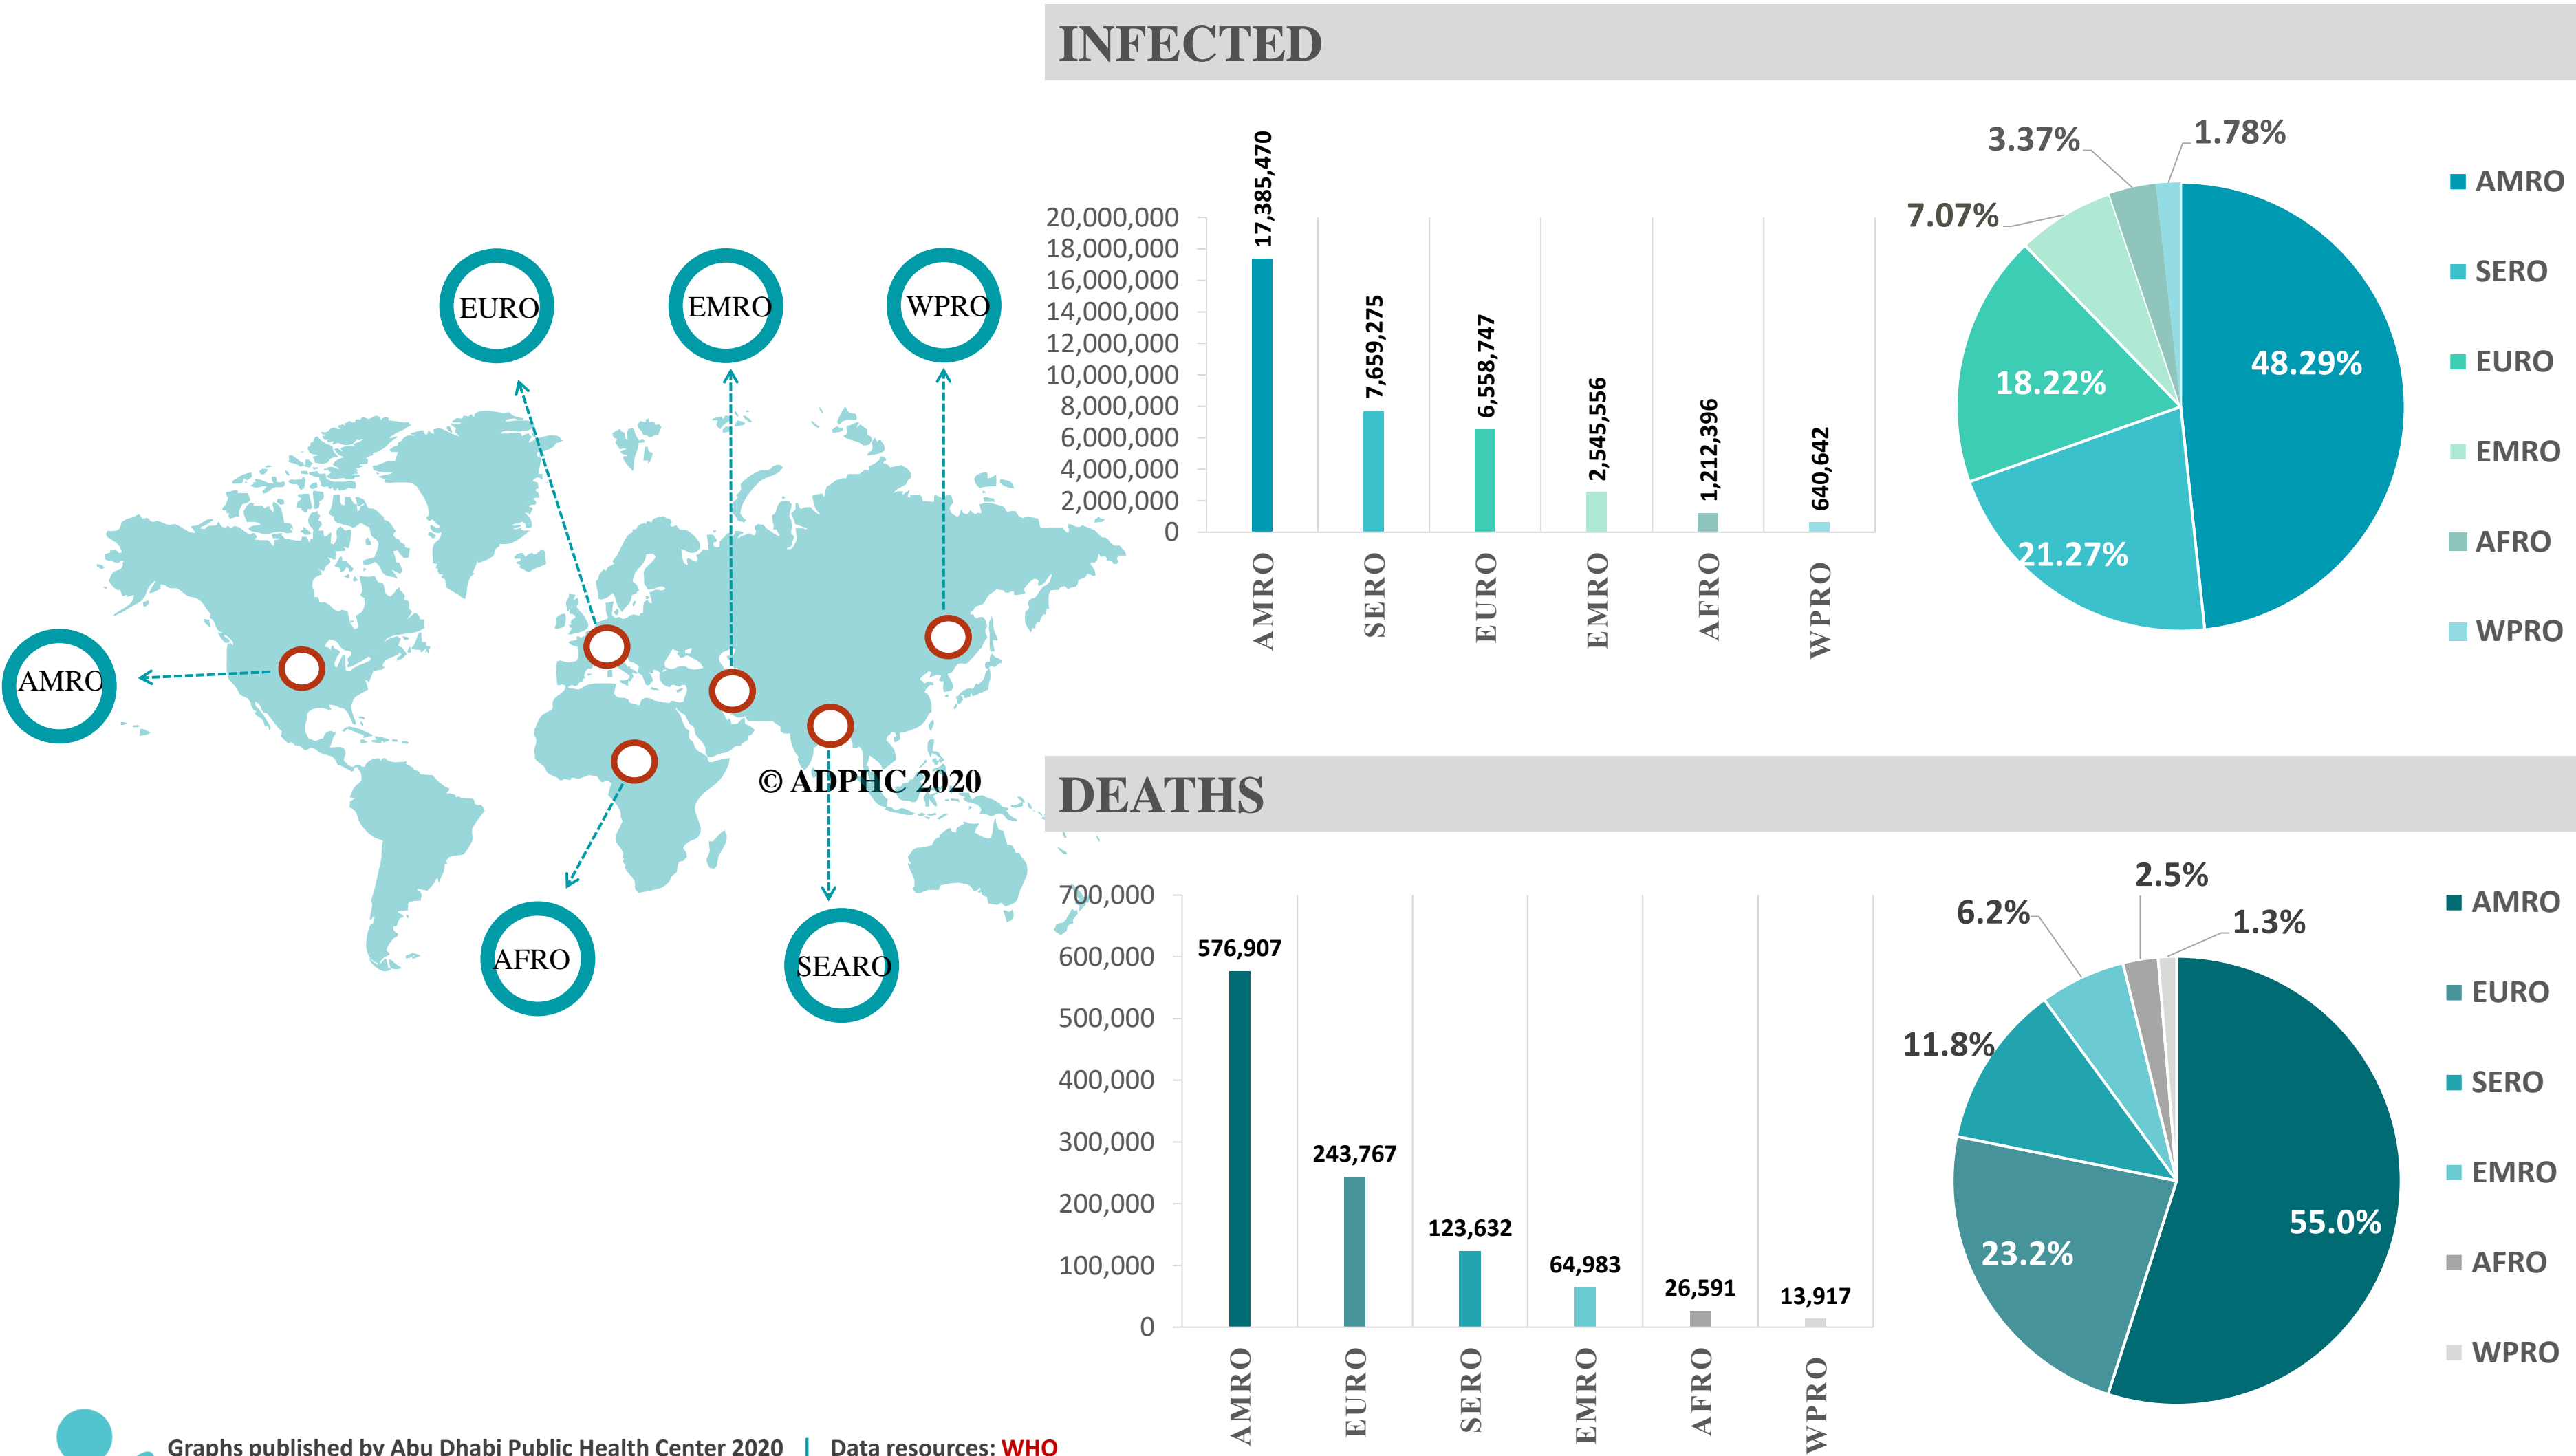 INFECTED
EURO
EMRO
WPRO
AMRO
AFRO
SEARO
© ADPHC 2020
20,000,000
18,000,000
16,000,000
14,000,000
12,000,000
10,000,000
8,000,000
6,000,000
4,000,000
2,000,000
0
17,385,470
7,659,275
6,558,747
2,545,556
1,212,396
640,642
AMRO
SERO
EURO
EMRO
AFRO
WPRO
3.37%
1.78%
7.07%
48.29%
18.22%
21.27%
AMRO
SERO
EURO
EMRO
AFRO
WPRO
DEATHS
700,000
600,000
500,000
400,000
300,000
200,000
100,000
0
576,907
243,767
123,632
64,983
26,591
13,917
AMRO
EURO
SERO
EMRO
AFRO
WPRO
2.5%
6.2%
1.3%
11.8%
55.0%
23.2%
AMRO
EURO
SERO
EMRO
AFRO
WPRO
Graphs published by Abu Dhabi Public Health Center 2020 | Data resources: WHO